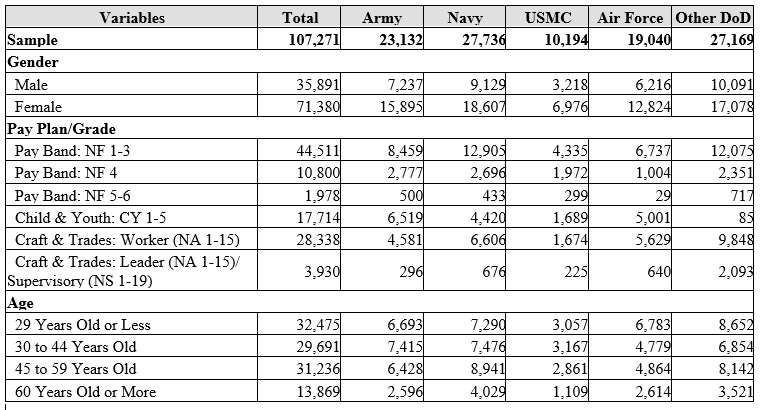 Variables Total Army Navy USMC Air Force Other DoD
Sample 107,271 23,132 27,736 10,194 19,040 27,169
Gender
Male 35,891 7,237 9,129 3,218 6,216 10,091
Female 71,380 15,895 18,607 6,976 12,824 17,078
Pay Plan/Grade
Pay Band: NF 1-3 44,511 8,459 12,905 4,335 6,737 12,075
Pay Band: NF 4 10,800 2,777 2,696 1,972 1,004 2,351
Pay Band: NF 5-6 1,978 500 433 299 29 717
Child & Youth: CY 1-5 17,714 6,519 4,420 1,689 5,001 85
Craft & Trades: Worker (NA 1-15) 28,338 4,581 6,606 1,674 5,629 9,848
Craft & Trades: Leader (NA 1-15)/
Supervisory (NS 1-19) 3,930 296 676 225 640 2,093
Age
29 Years Old or Less 32,475 6,693 7,290 3,057 6,783 8,652
30 to 44 Years Old 29,691 7,415 7,476 3,167 4,779 6,854
45 to 59 Years Old 31,236 6,428 8,941 2,861 4,864 8,142
60 Years Old or More 13,869 2,596 4,029 1,109 2,614 3,521